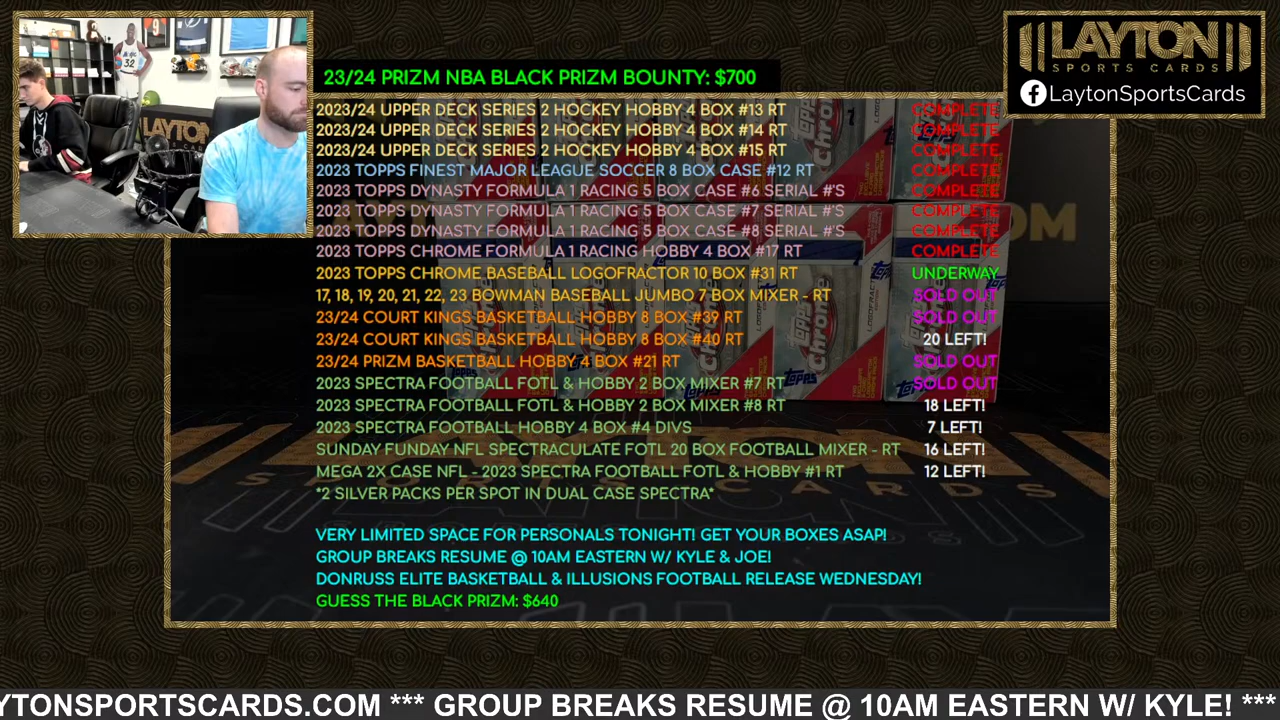 LAYTON
SPORTS CARDS
LaytonSportsCards
23/24 PRIZM NBA BLACK PRIZM BOUNTY: $700
2023/24 UPPER DECK SERIES 2 HOCKEY HOBBY 4 BOX #13 RT COMPLETE
2023/24 UPPER DECK SERIES 2 HOCKEY HOBBY 4 BOX #14 RT COMPLETE
2023/24 UPPER DECK SERIES 2 HOCKEY HOBBY 4 BOX #15 RT COMPLETE
2023 TOPPS FINEST MAJOR LEAGUE SOCCER 8 BOX CASE #12 RT COMPLETE
2023 TOPPS DYNASTY FORMULA 1 RACING 5 BOX CASE #6 SERIAL #'S COMPLETE
2023 TOPPS DYNASTY FORMULA 1 RACING 5 BOX CASE #7 SERIAL #'S COMPLETE
2023 TOPPS DYNASTY FORMULA 1 RACING 5 BOX CASE #8 SERIAL #'S COMPLETE
2023 TOPPS CHROME FORMULA 1 RACING HOBBY 4 BOX #17 RT COMPLETE
2023 TOPPS CHROME BASEBALL LOGOFRACTOR 10 BOX #31 RT UNDERWAY
17, 18, 19, 20, 21, 22, 23 BOWMAN BASEBALL JUMBO 7 BOX MIXER - RT SOLD OUT
23/24 COURT KINGS BASKETBALL HOBBY 8 BOX #39 RT SOLD OUT
23/24 COURT KINGS BASKETBALL HOBBY 8 BOX #40 RT 20 LEFT!
23/24 PRIZM BASKETBALL HOBBY 4 BOX #21 RT SOLD OUT
2023 SPECTRA FOOTBALL FOTL & HOBBY 2 BOX MIXER #7 RT SOLD OUT
2023 SPECTRA FOOTBALL FOTL & HOBBY 2 BOX MIXER #8 RT 18 LEFT!
2023 SPECTRA FOOTBALL HOBBY 4 BOX #4 DIVS 7 LEFT!
SUNDAY FUNDAY NFL SPECTRACULATE FOTL 20 BOX FOOTBALL MIXER - RT 16 LEFT!
MEGA 2X CASE NFL - 2023 SPECTRA FOOTBALL FOTL & HOBBY #1 RT 12 LEFT!
*2 SILVER PACKS PER SPOT IN DUAL CASE SPECTRA*
VERY LIMITED SPACE FOR PERSONALS TONIGHT! GET YOUR BOXES ASAP!
GROUP BREAKS RESUME @ 10AM EASTERN W/ KYLE & JOE!
DONRUSS ELITE BASKETBALL & ILLUSIONS FOOTBALL RELEASE WEDNESDAY!
GUESS THE BLACK PRIZM: $640
YTONSPORTSCARDS.COM *** GROUP BREAKS RESUME @ 10AM EASTERN W/ KYLE! ***